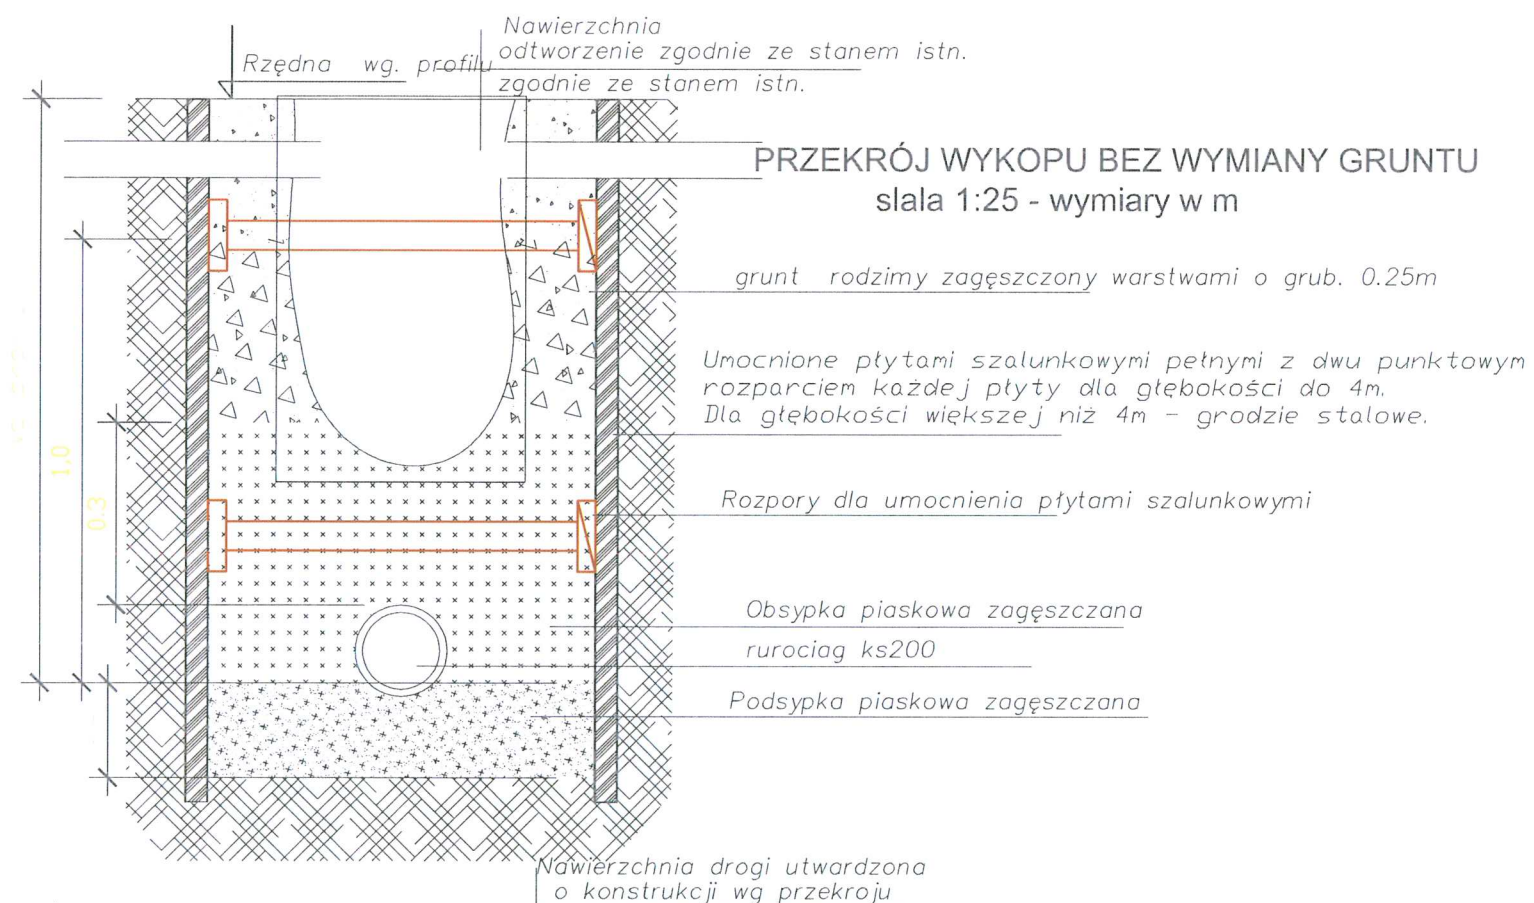 Nawierzchnia
odtworzenie zgodnie ze stanem istn.
Rzędna wg. profilu
zgodnie ze stanem istn.
PRZEKRÓJ WYKOPU BEZ WYMIANY GRUNTU
slala 1:25 - wymiary w m
grunt rodzimy zagęszczony warstwami o grub. 0.25m
Umocnione płytami szalunkowymi pełnymi z dwu punktowym
rozparciem każdej płyty dla głębokości do 4m.
Dla głębokości większej niż 4m - grodzie stalowe.
1,0
0.3
Rozpory dla umocnienia płytami szalunkowymi
Obsypka piaskowa zagęszczana
rurociag ks200
Podsypka piaskowa zagęszczana
Nawierzchnia drogi utwardzona
o konstrukcji wg przekroju